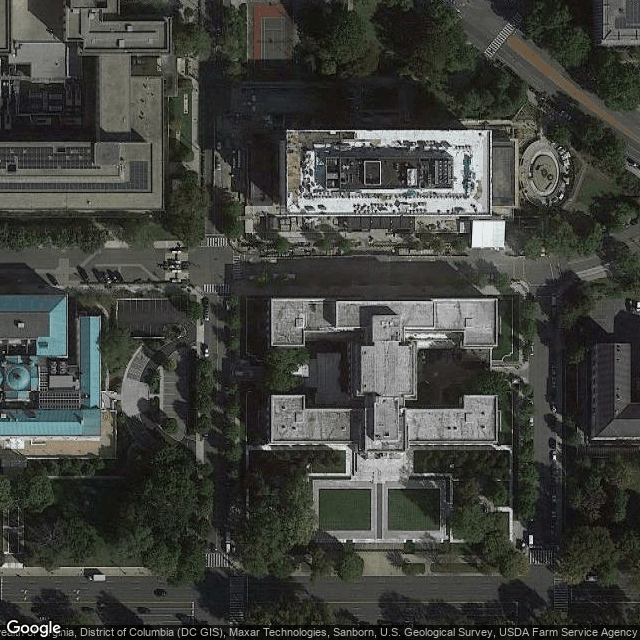 Google
nia, District of Columbia (DC GIS), Maxar Technologies, Sanborn, U.S. Geological Survey, USDA Farm Service Agency